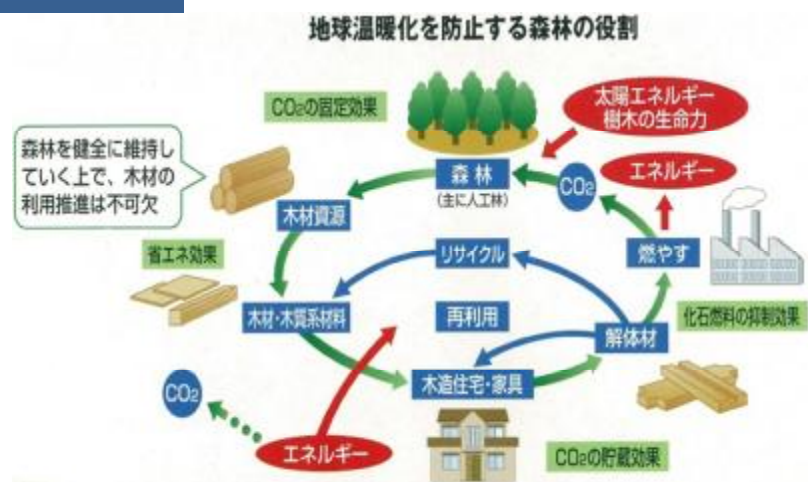 地球温暖化を防止する森林の役割
CO2の固定効果
太陽エネルギー
樹木の生命力
森林を健全に維持し
ていく上で、木材の
利用推進は不可欠
森林
(主に人工林)
CO2
エネルギー
木材資源
省エネ効果
リサイクル
燃やす
木材・木質系材料
再利用
解体材
化石燃料の抑制効果
木造住宅・家具
CO2
エネルギー
CO2の貯蔵効果